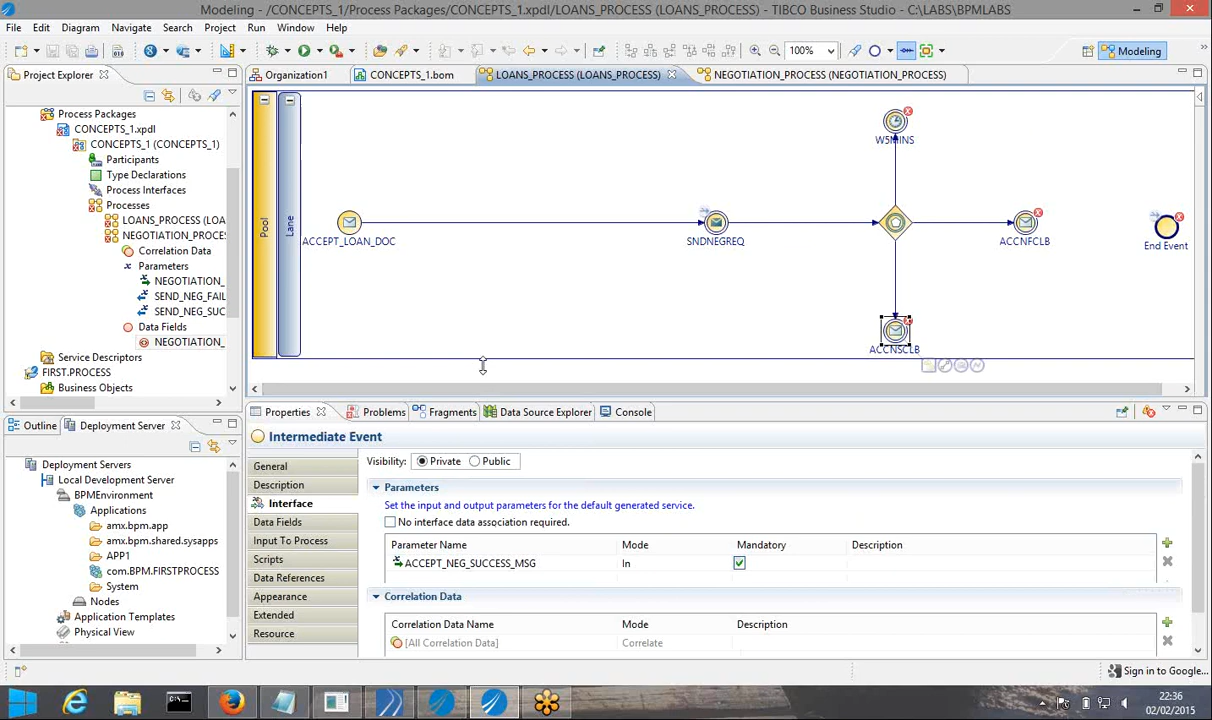 Modeling - /CONCEPTS_1/Process Packages/CONCEPTS_1.xpdl/LOANS_PROCESS (LOANS_PROCESS) - TIBCO Business Studio - C:\LABS\BPMLABS
File Edit Diagram Navigate Search Project Run Window Help
100% Modeling
Project Explorer
Organization1 CONCEPTS_1.bom LOANS_PROCESS (LOANS_PROCESS) NEGOTIATION_PROCESS (NEGOTIATION_PROCESS)
Process Packages
CONCEPTS_1.xpdl
CONCEPTS_1 (CONCEPTS_1)
Participants
Type Declarations
Process Interfaces
Processes
LOANS_PROCESS (LOA
NEGOTIATION_PROCES
Correlation Data
Parameters
NEGOTIATION_
SEND_NEG_FAIL
SEND_NEG_SUC
Data Fields
NEGOTIATION_
Service Descriptors
FIRST.PROCESS
Business Objects
Pool
Lane
ACCEPT_LOAN_DOC
SNDNEGREQ
W5MINS
ACCNFCLB
End Event
ACCNSCLB
Outline Deployment Server
Deployment Servers
Local Development Server
BPMEnvironment
Applications
amx.bpm.app
amx.bpm.shared.sysapps
APP1
com.BPM.FIRSTPROCESS
System
Nodes
Application Templates
Physical View
Properties Problems Fragments Data Source Explorer Console
Intermediate Event
General
Description
Interface
Data Fields
Input To Process
Scripts
Data References
Appearance
Extended
Resource
Visibility: Private Public
Parameters
Set the input and output parameters for the default generated service.
No interface data association required.
Parameter Name Mode Mandatory Description
ACCEPT_NEG_SUCCESS_MSG In
Correlation Data
Correlation Data Name Mode Description
[All Correlation Data] Correlate
Sign in to Google...
22:36
02/02/2015